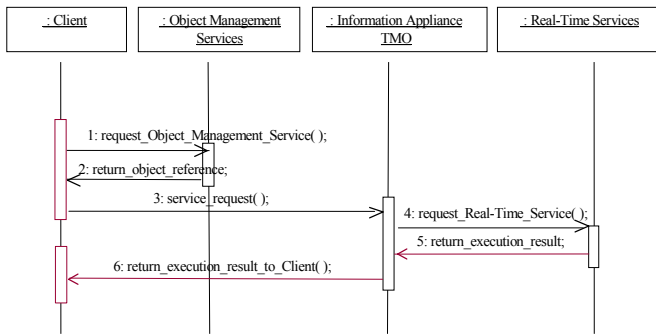 : Client
: Object Management
Services
: Information Appliance
TMO
: Real-Time Services
1: request_Object_Management_Service( );
2: return_object_reference;
3: service_request( );
4: request_Real-Time_Service( );
5: return_execution_result;
6: return_execution_result_to_Client( );